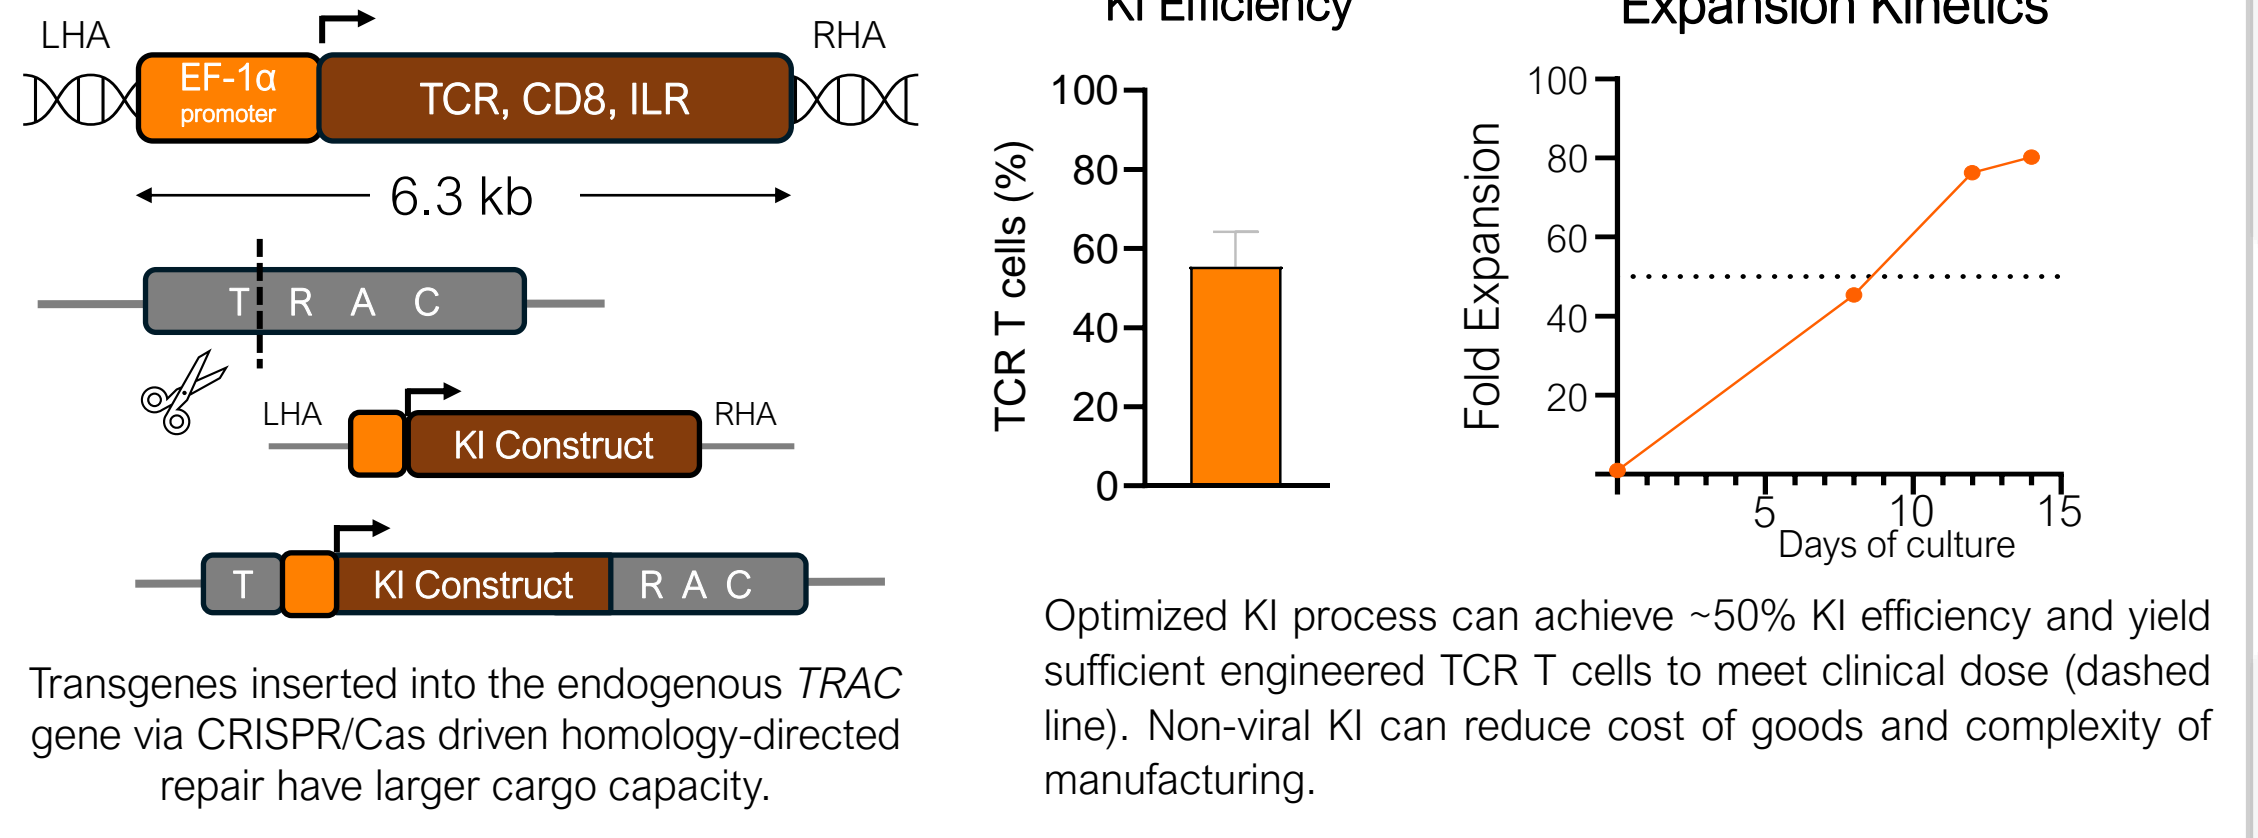 LHA
RHA
EF-1α
promoter
TCR, CD8, ILR
6.3 kb
T R A C
LHA
RHA
KI Construct
T
KI Construct
R A C
Transgenes inserted into the endogenous TRAC
gene via CRISPR/Cas driven homology-directed
repair have larger cargo capacity.
KI Efficiency
TCR T cells (%)
100
80
60
40
20
0
Expansion Kinetics
Fold Expansion
100
80
60
40
20
5
10
15
Days of culture
Optimized KI process can achieve ~50% KI efficiency and yield
sufficient engineered TCR T cells to meet clinical dose (dashed
line). Non-viral KI can reduce cost of goods and complexity of
manufacturing.